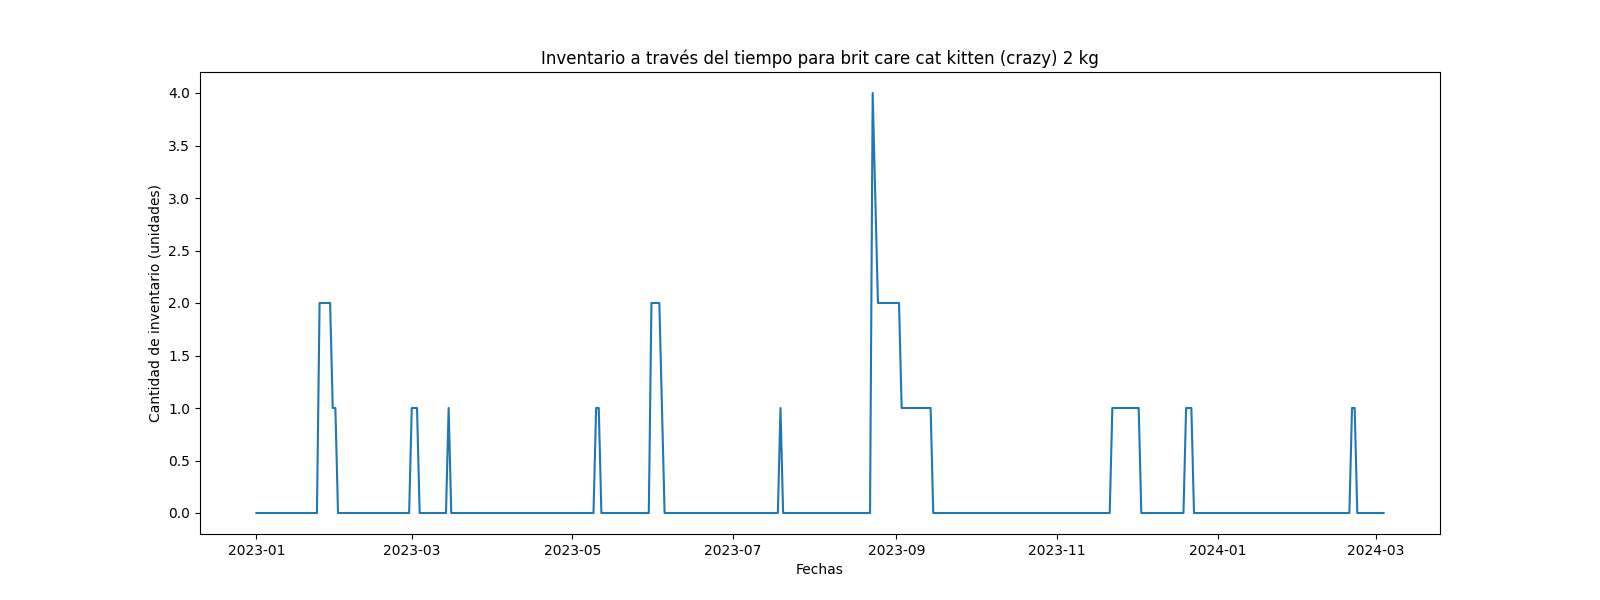 Inventario a través del tiempo para brit care cat kitten (crazy) 2 kg
Cantidad de inventario (unidades)
4.0
3.5
3.0
2.5
2.0
1.5
1.0
0.5
0.0
2023-01 2023-03 2023-05 2023-07 2023-09 2023-11 2024-01 2024-03
Fechas